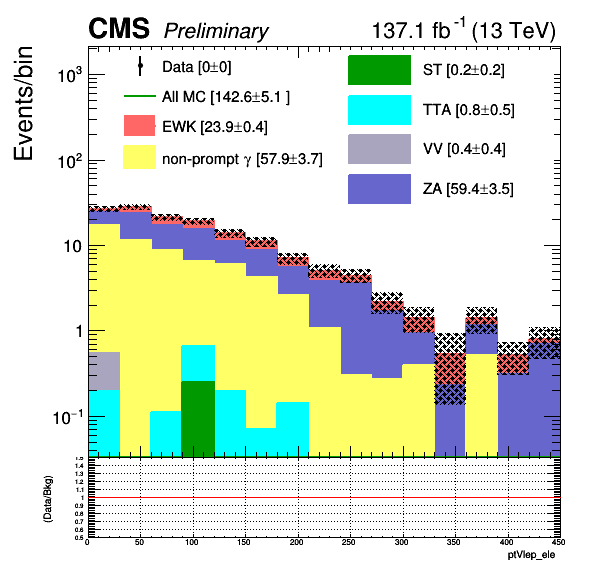 CMS Preliminary 137.1 fb⁻¹ (13 TeV)
Events/bin
Data [0±0]
All MC [142.6±5.1 ]
EWK [23.9±0.4]
non-prompt γ [57.9±3.7]
ST [0.2±0.2]
TTA [0.8±0.5]
VV [0.4±0.4]
ZA [59.4±3.5]
10³
10²
10
1
10⁻¹
(Data/Bkg)
1.5
1.4
1.3
1.2
1.1
1
0.9
0.8
0.7
0.6
0.5
0 50 100 150 200 250 300 350 400 450
ptVlep_ele